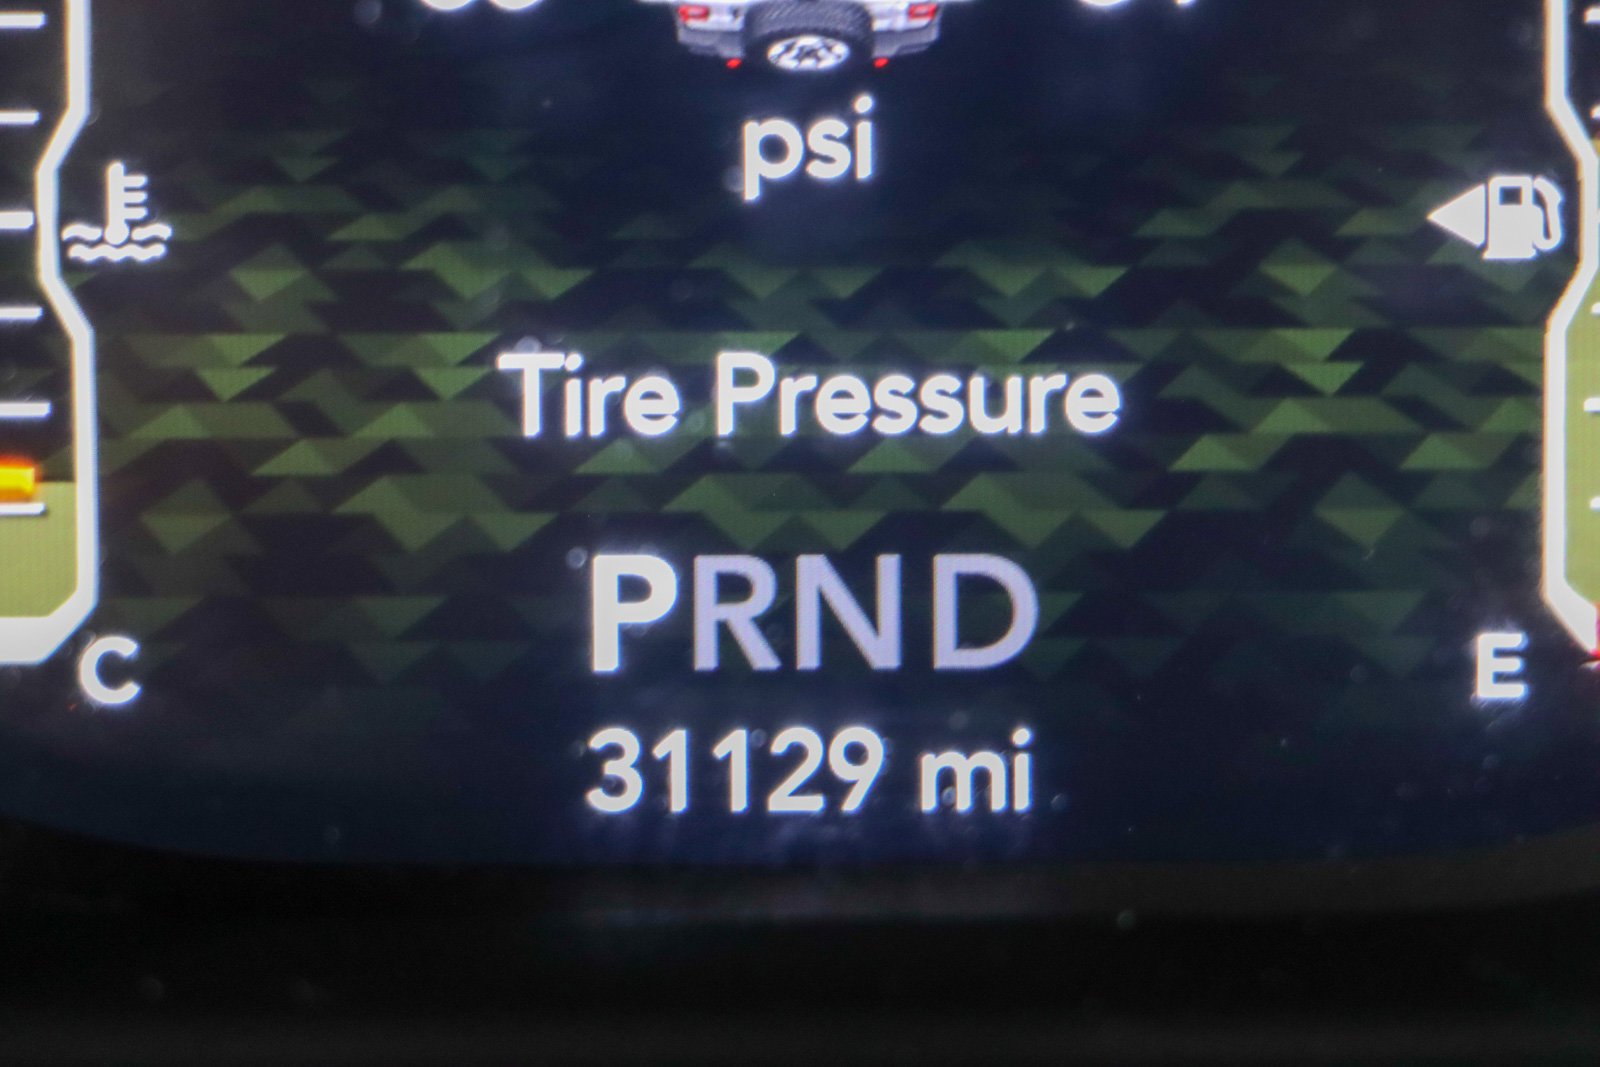 psi
Tire Pressure
PRND
C
E
31129 mi